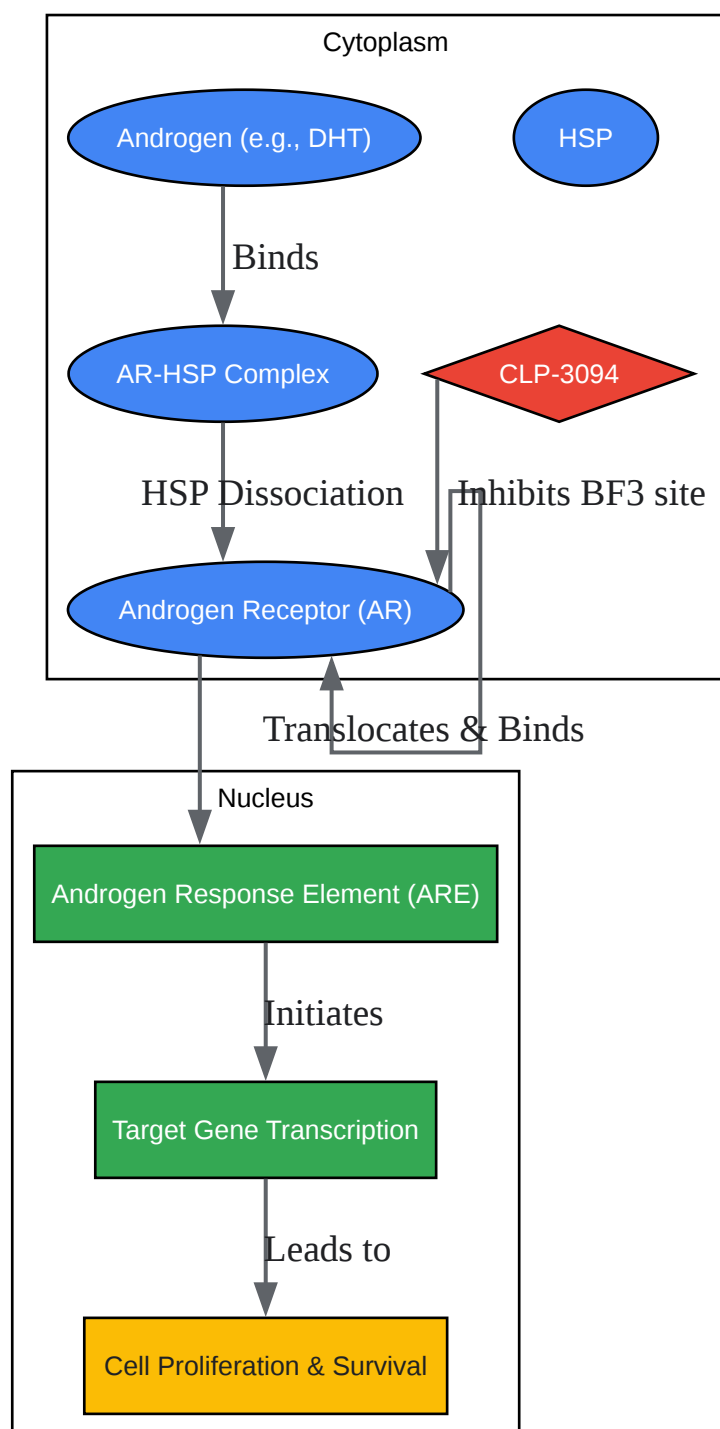 Cytoplasm
Androgen (e.g., DHT)
HSP
Binds
AR-HSP Complex
CLP-3094
HSP Dissociation
Inhibits BF3 site
Androgen Receptor (AR)
Translocates & Binds
Nucleus
Androgen Response Element (ARE)
Initiates
Target Gene Transcription
Leads to
Cell Proliferation & Survival